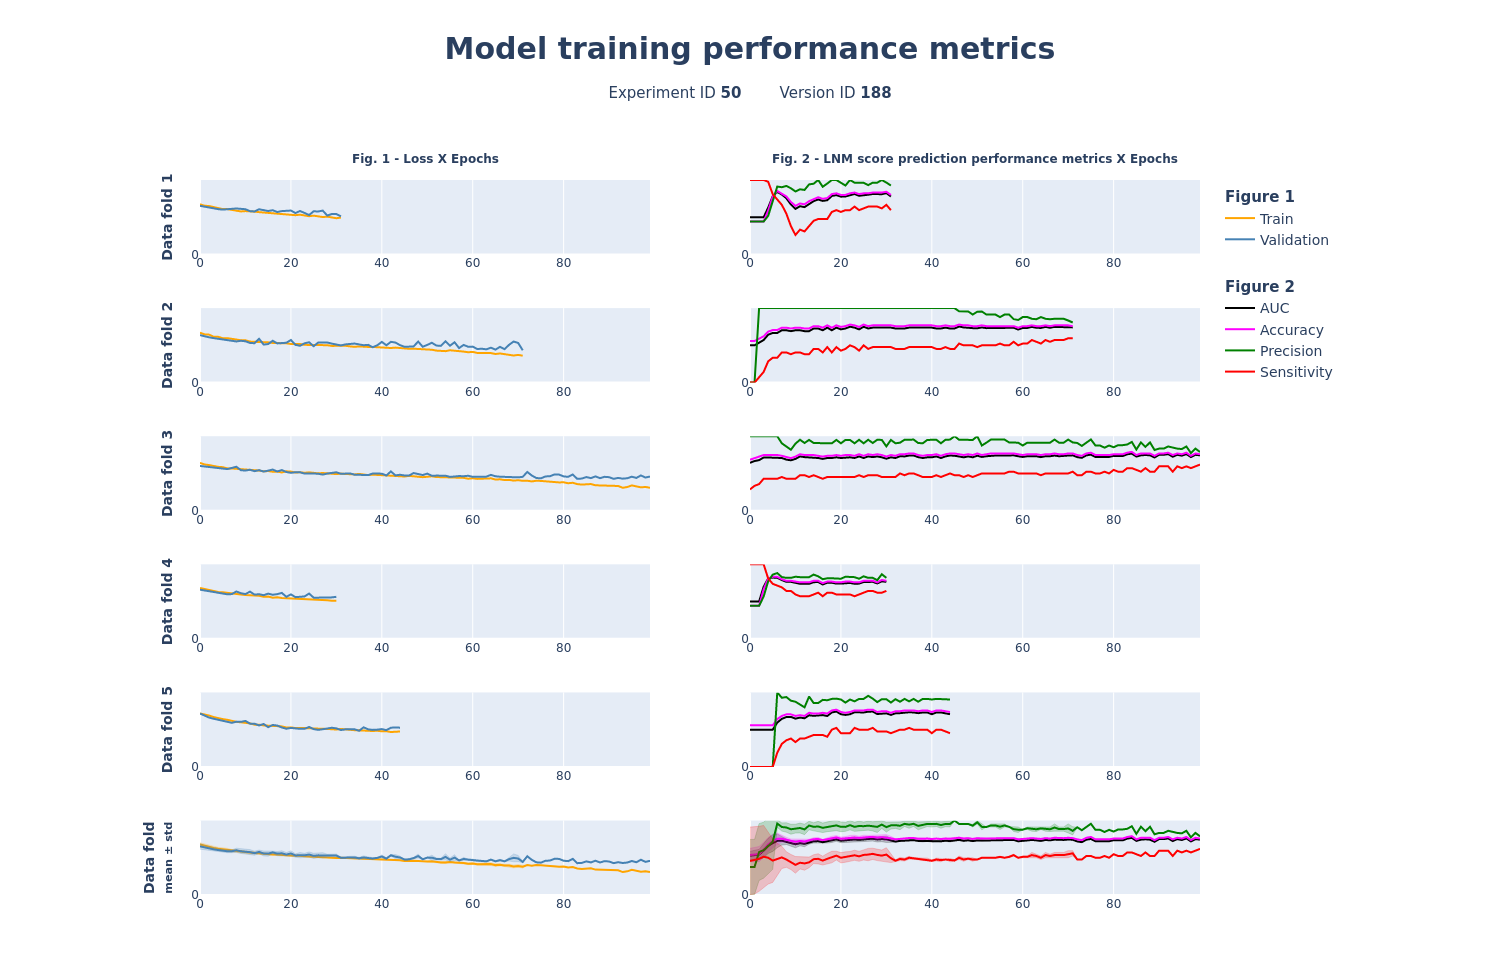 Model training performance metrics
Experiment ID 50 Version ID 188
Fig. 1 - Loss X Epochs
Fig. 2 - LNM score prediction performance metrics X Epochs
Data fold 1
0
0 20 40 60 80
0
0 20 40 60 80
Figure 1
Train
Validation
Figure 2
AUC
Accuracy
Precision
Sensitivity
Data fold 2
0
0 20 40 60 80
0
0 20 40 60 80
Data fold 3
0
0 20 40 60 80
0
0 20 40 60 80
Data fold 4
0
0 20 40 60 80
0
0 20 40 60 80
Data fold 5
0
0 20 40 60 80
0
0 20 40 60 80
Data fold
mean ± std
0
0 20 40 60 80
0
0 20 40 60 80